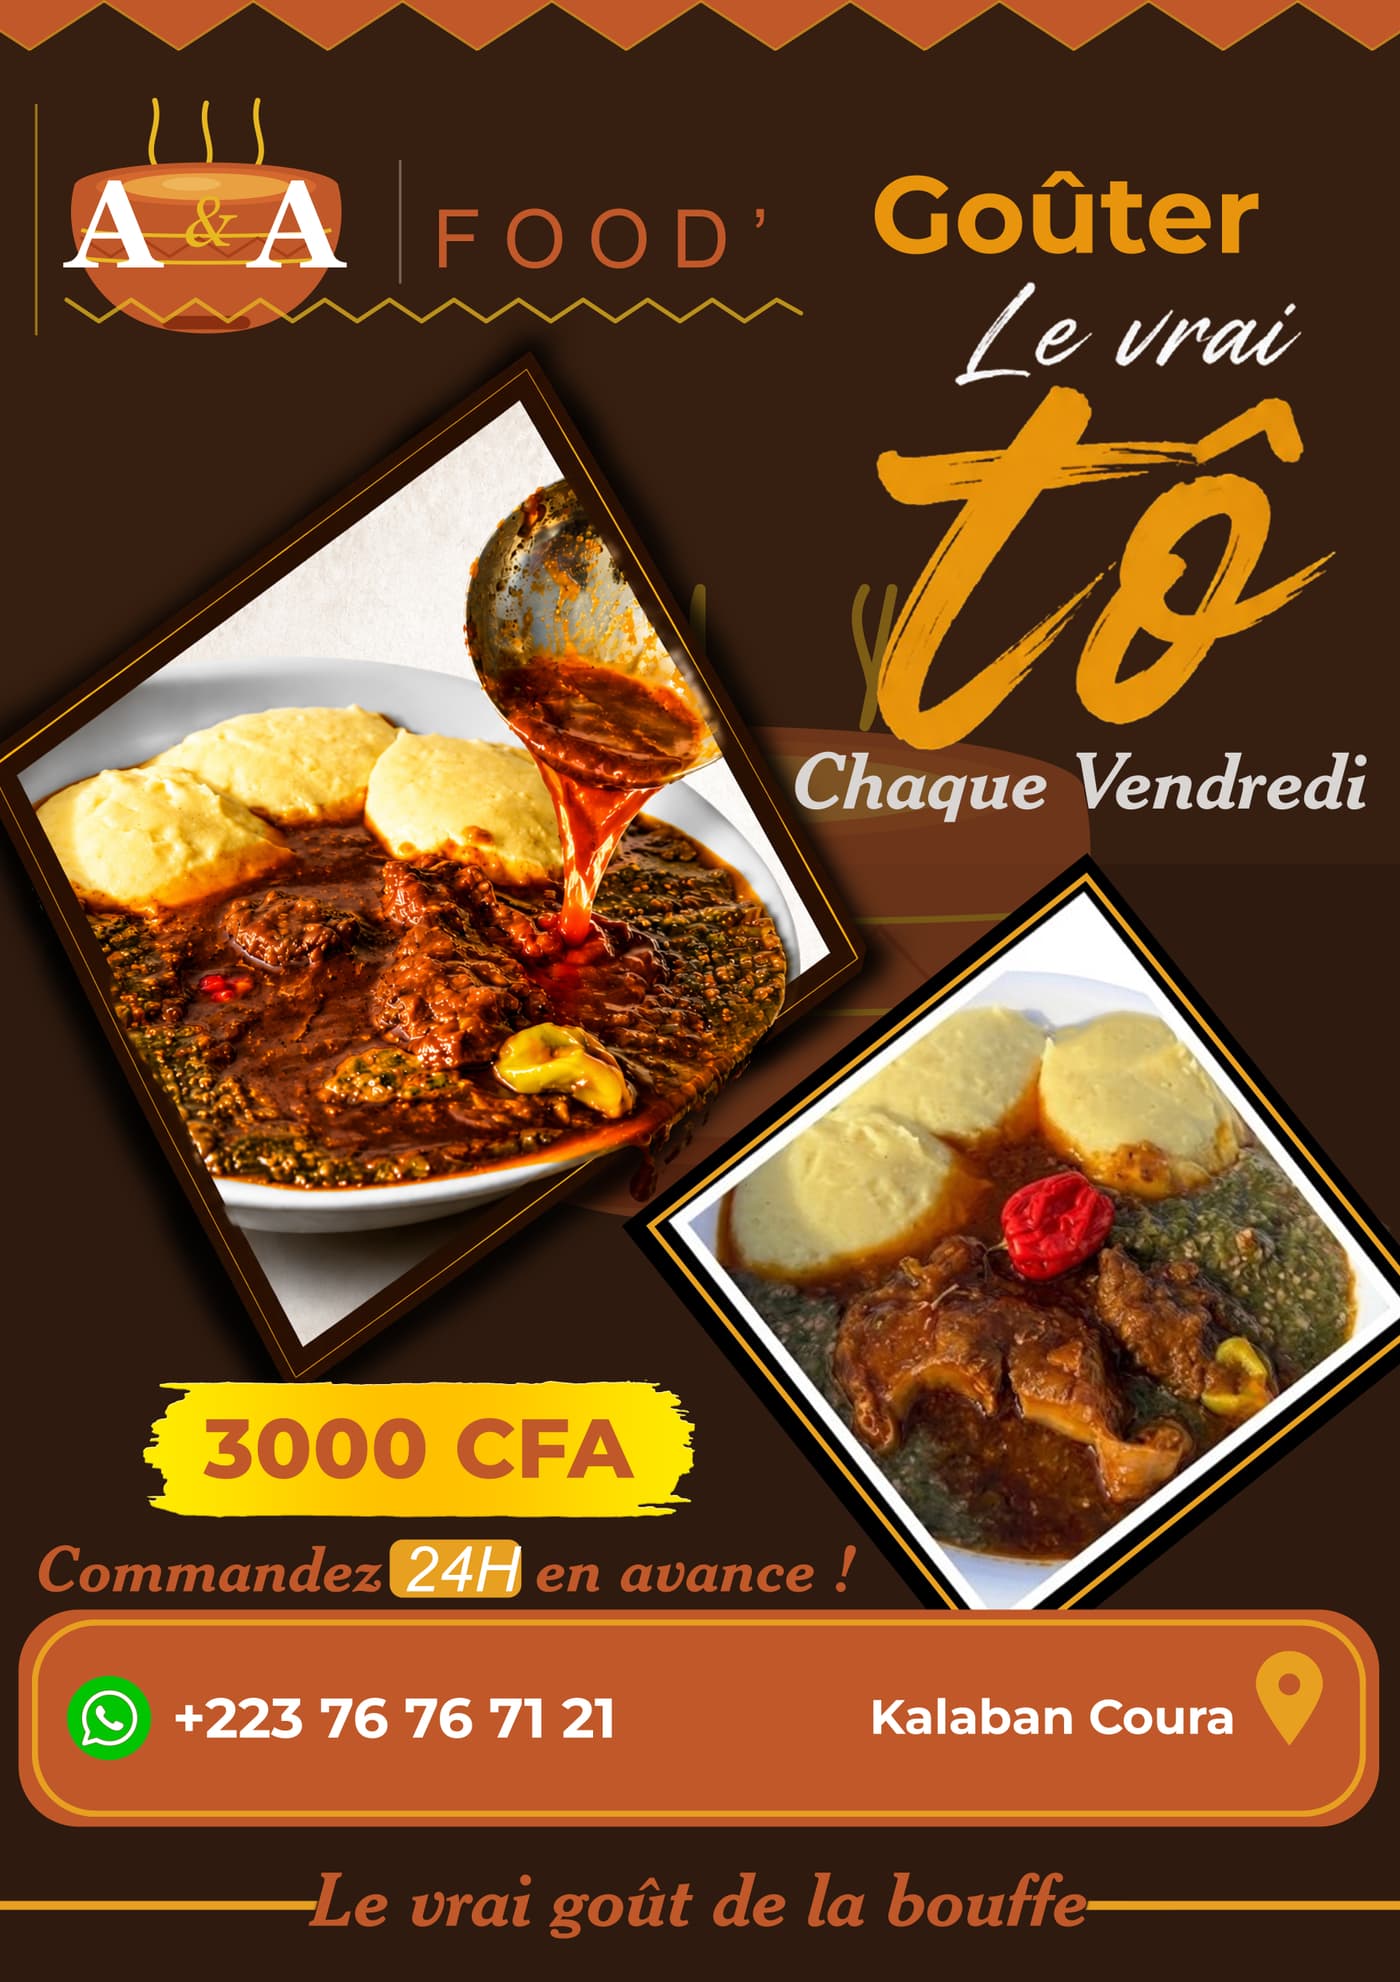 A & A FOOD’
Goûter
Le vrai
tô
Chaque Vendredi
3000 CFA
Commandez 24H en avance !
+223 76 76 71 21
Kalaban Coura
Le vrai goût de la bouffe